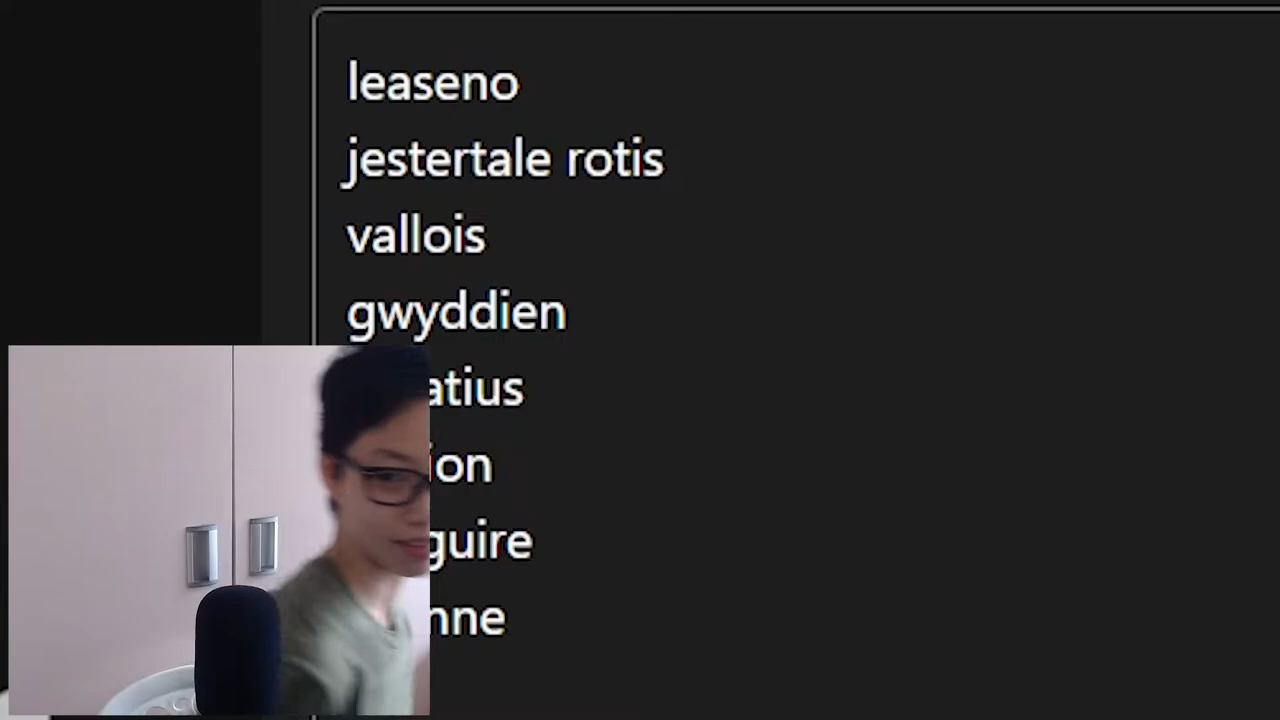 leaseno
jestertale rotis
vallois
gwyddien
atius
ion
guire
nne